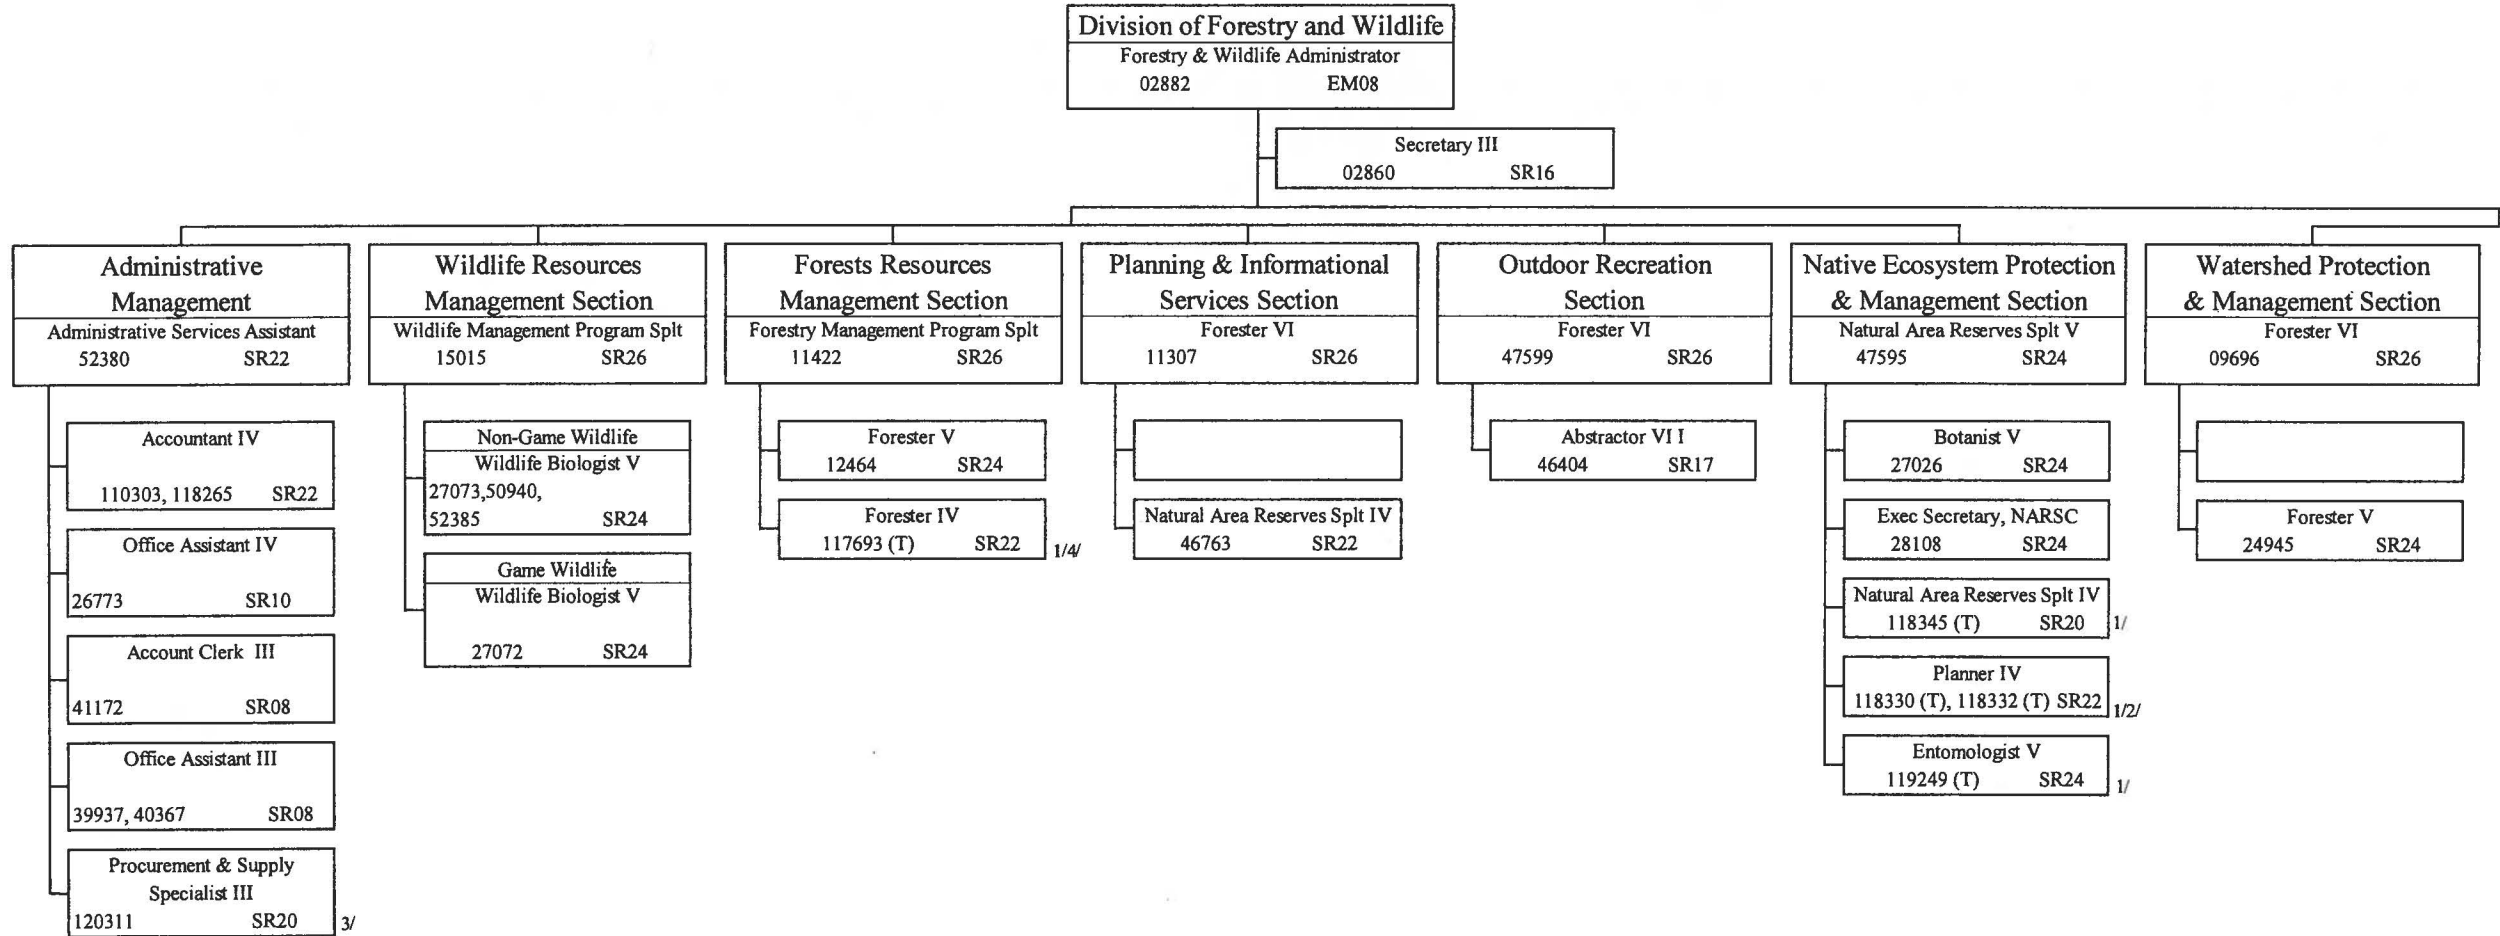 Division of Forestry and Wildlife
Forestry & Wildlife Administrator
02882 EM08
Secretary III
02860 SR16
Administrative
Management
Administrative Services Assistant
52380 SR22
Accountant IV
110303, 118265 SR22
Office Assistant IV
26773 SR10
Account Clerk III
41172 SR08
Office Assistant III
39937, 40367 SR08
Procurement & Supply
Specialist III
120311 SR20 3/
Wildlife Resources
Management Section
Wildlife Management Program Splt
15015 SR26
Non-Game Wildlife
Wildlife Biologist V
27073,50940,
52385 SR24
Game Wildlife
Wildlife Biologist V
27072 SR24
Forests Resources
Management Section
Forestry Management Program Splt
11422 SR26
Forester V
12464 SR24
Forester IV
117693 (T) SR22 1/4/
Planning & Informational
Services Section
Forester VI
11307 SR26
Natural Area Reserves Splt IV
46763 SR22
Outdoor Recreation
Section
Forester VI
47599 SR26
Abstractor VI I
46404 SR17
Native Ecosystem Protection
& Management Section
Natural Area Reserves Splt V
47595 SR24
Botanist V
27026 SR24
Exec Secretary, NARSC
28108 SR24
Natural Area Reserves Splt IV
118345 (T) SR20 1/
Planner IV
118330 (T), 118332 (T) SR22 1/2/
Entomologist V
119249 (T) SR24 1/
Watershed Protection
& Management Section
Forester VI
09696 SR26
Forester V
24945 SR24